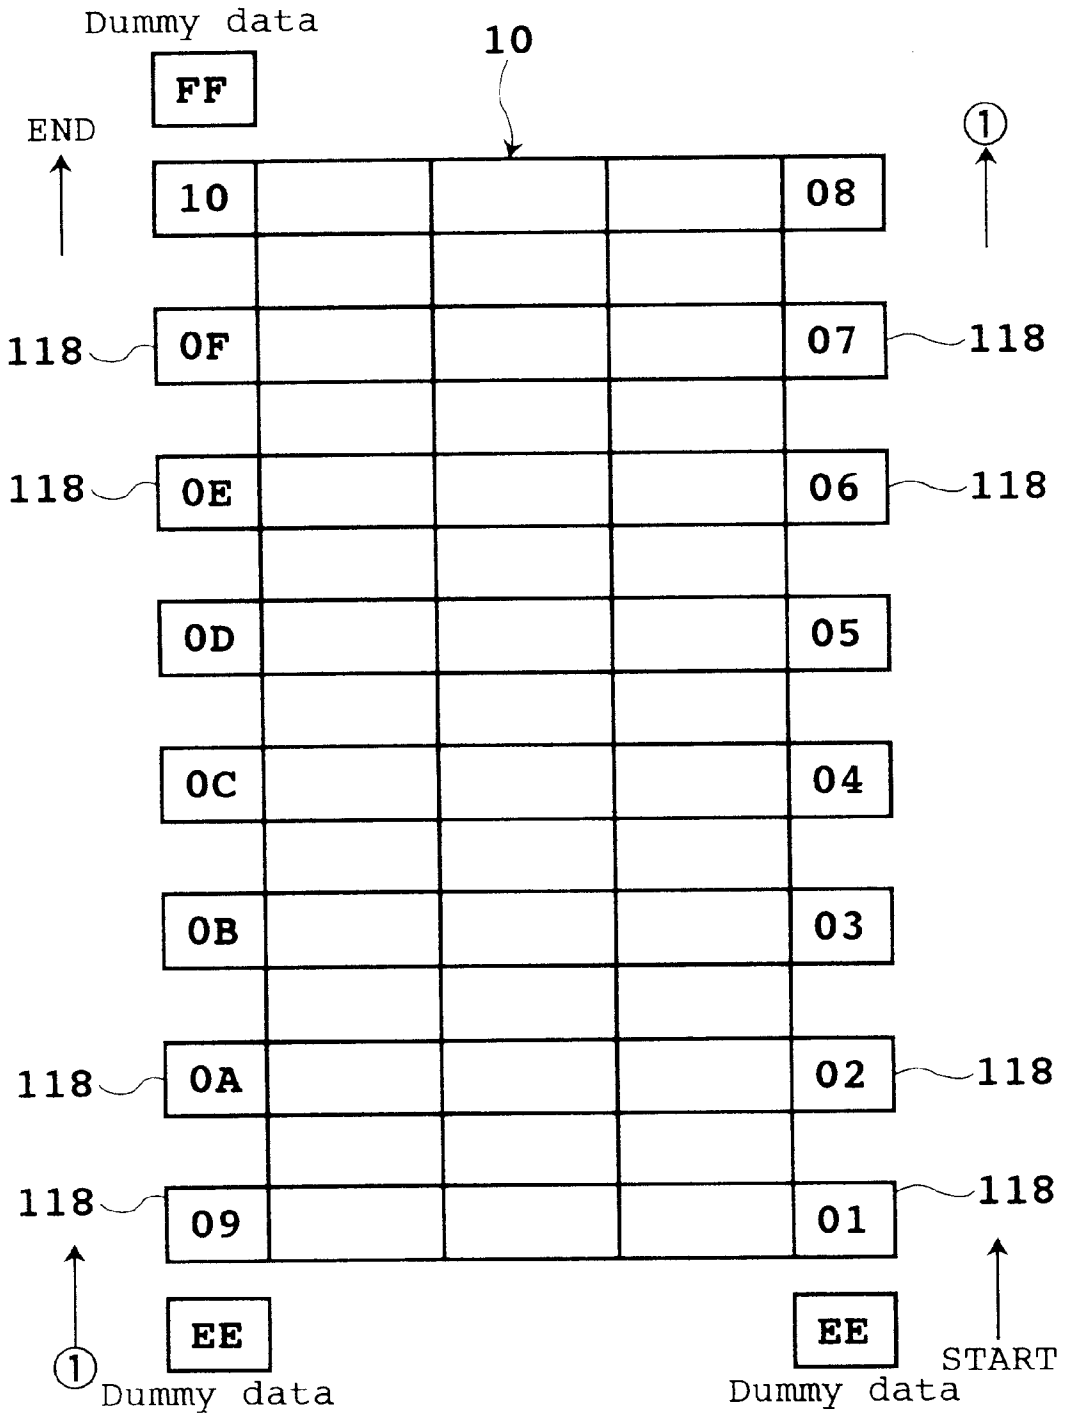 Dummy data
10
FF
END
①
10 08
118 0F 07 118
118 0E 06 118
0D 05
0C 04
0B 03
118 0A 02 118
118 09 01 118
EE EE
① START
Dummy data Dummy data